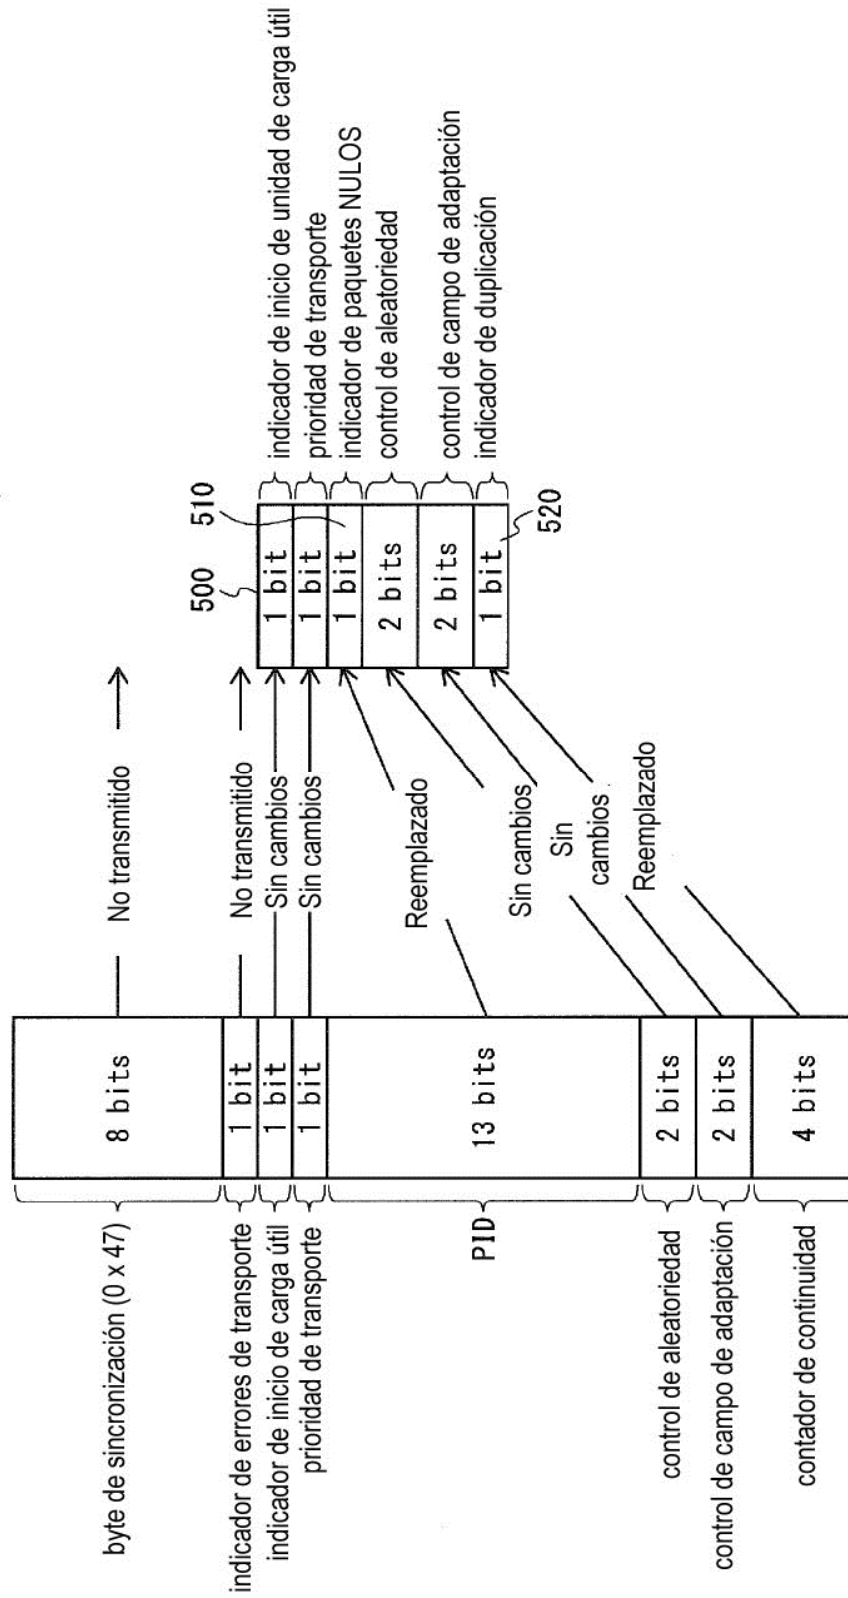 byte de sincronización (0 x 47)
indicador de errores de transporte
indicador de inicio de carga útil
prioridad de transporte
PID
control de aleatoriedad
control de campo de adaptación
contador de continuidad
8 bits
1 bit
1 bit
1 bit
13 bits
2 bits
2 bits
4 bits
No transmitido
No transmitido
Sin cambios
Sin cambios
Reemplazado
Sin cambios
Sin
cambios
Reemplazado
500
510
1 bit
1 bit
1 bit
2 bits
2 bits
1 bit
520
indicador de inicio de unidad de carga útil
prioridad de transporte
indicador de paquetes NULOS
control de aleatoriedad
control de campo de adaptación
indicador de duplicación